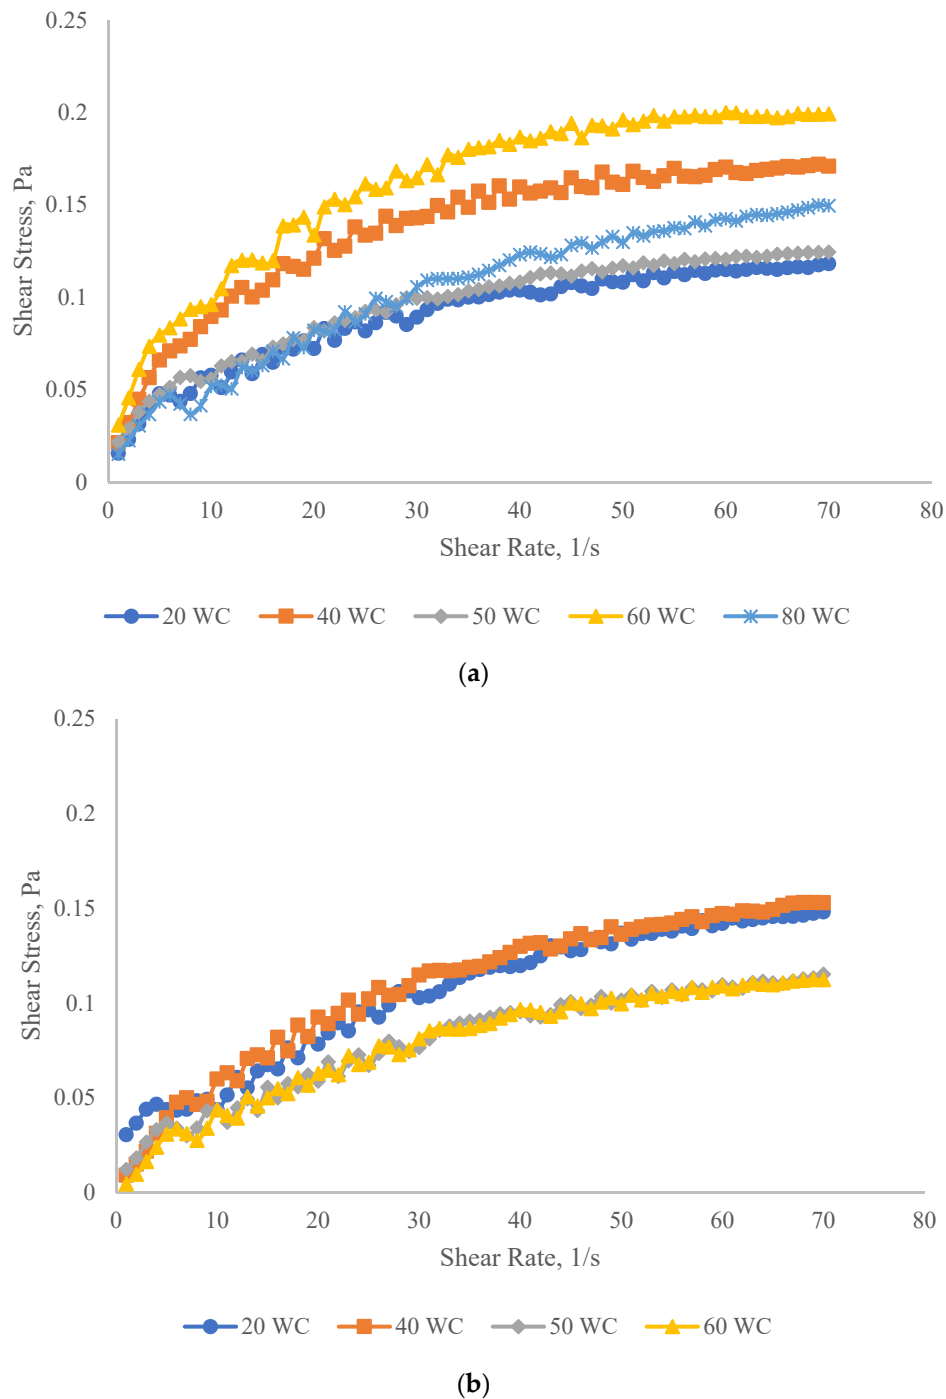 0.25
0.2
0.15
0.1
0.05
0
Shear Stress, Pa
0 10 20 30 40 50 60 70 80
Shear Rate, 1/s
20 WC 40 WC 50 WC 60 WC 80 WC
(a)
0.25
0.2
0.15
0.1
0.05
0
Shear Stress, Pa
0 10 20 30 40 50 60 70 80
Shear Rate, 1/s
20 WC 40 WC 50 WC 60 WC
(b)